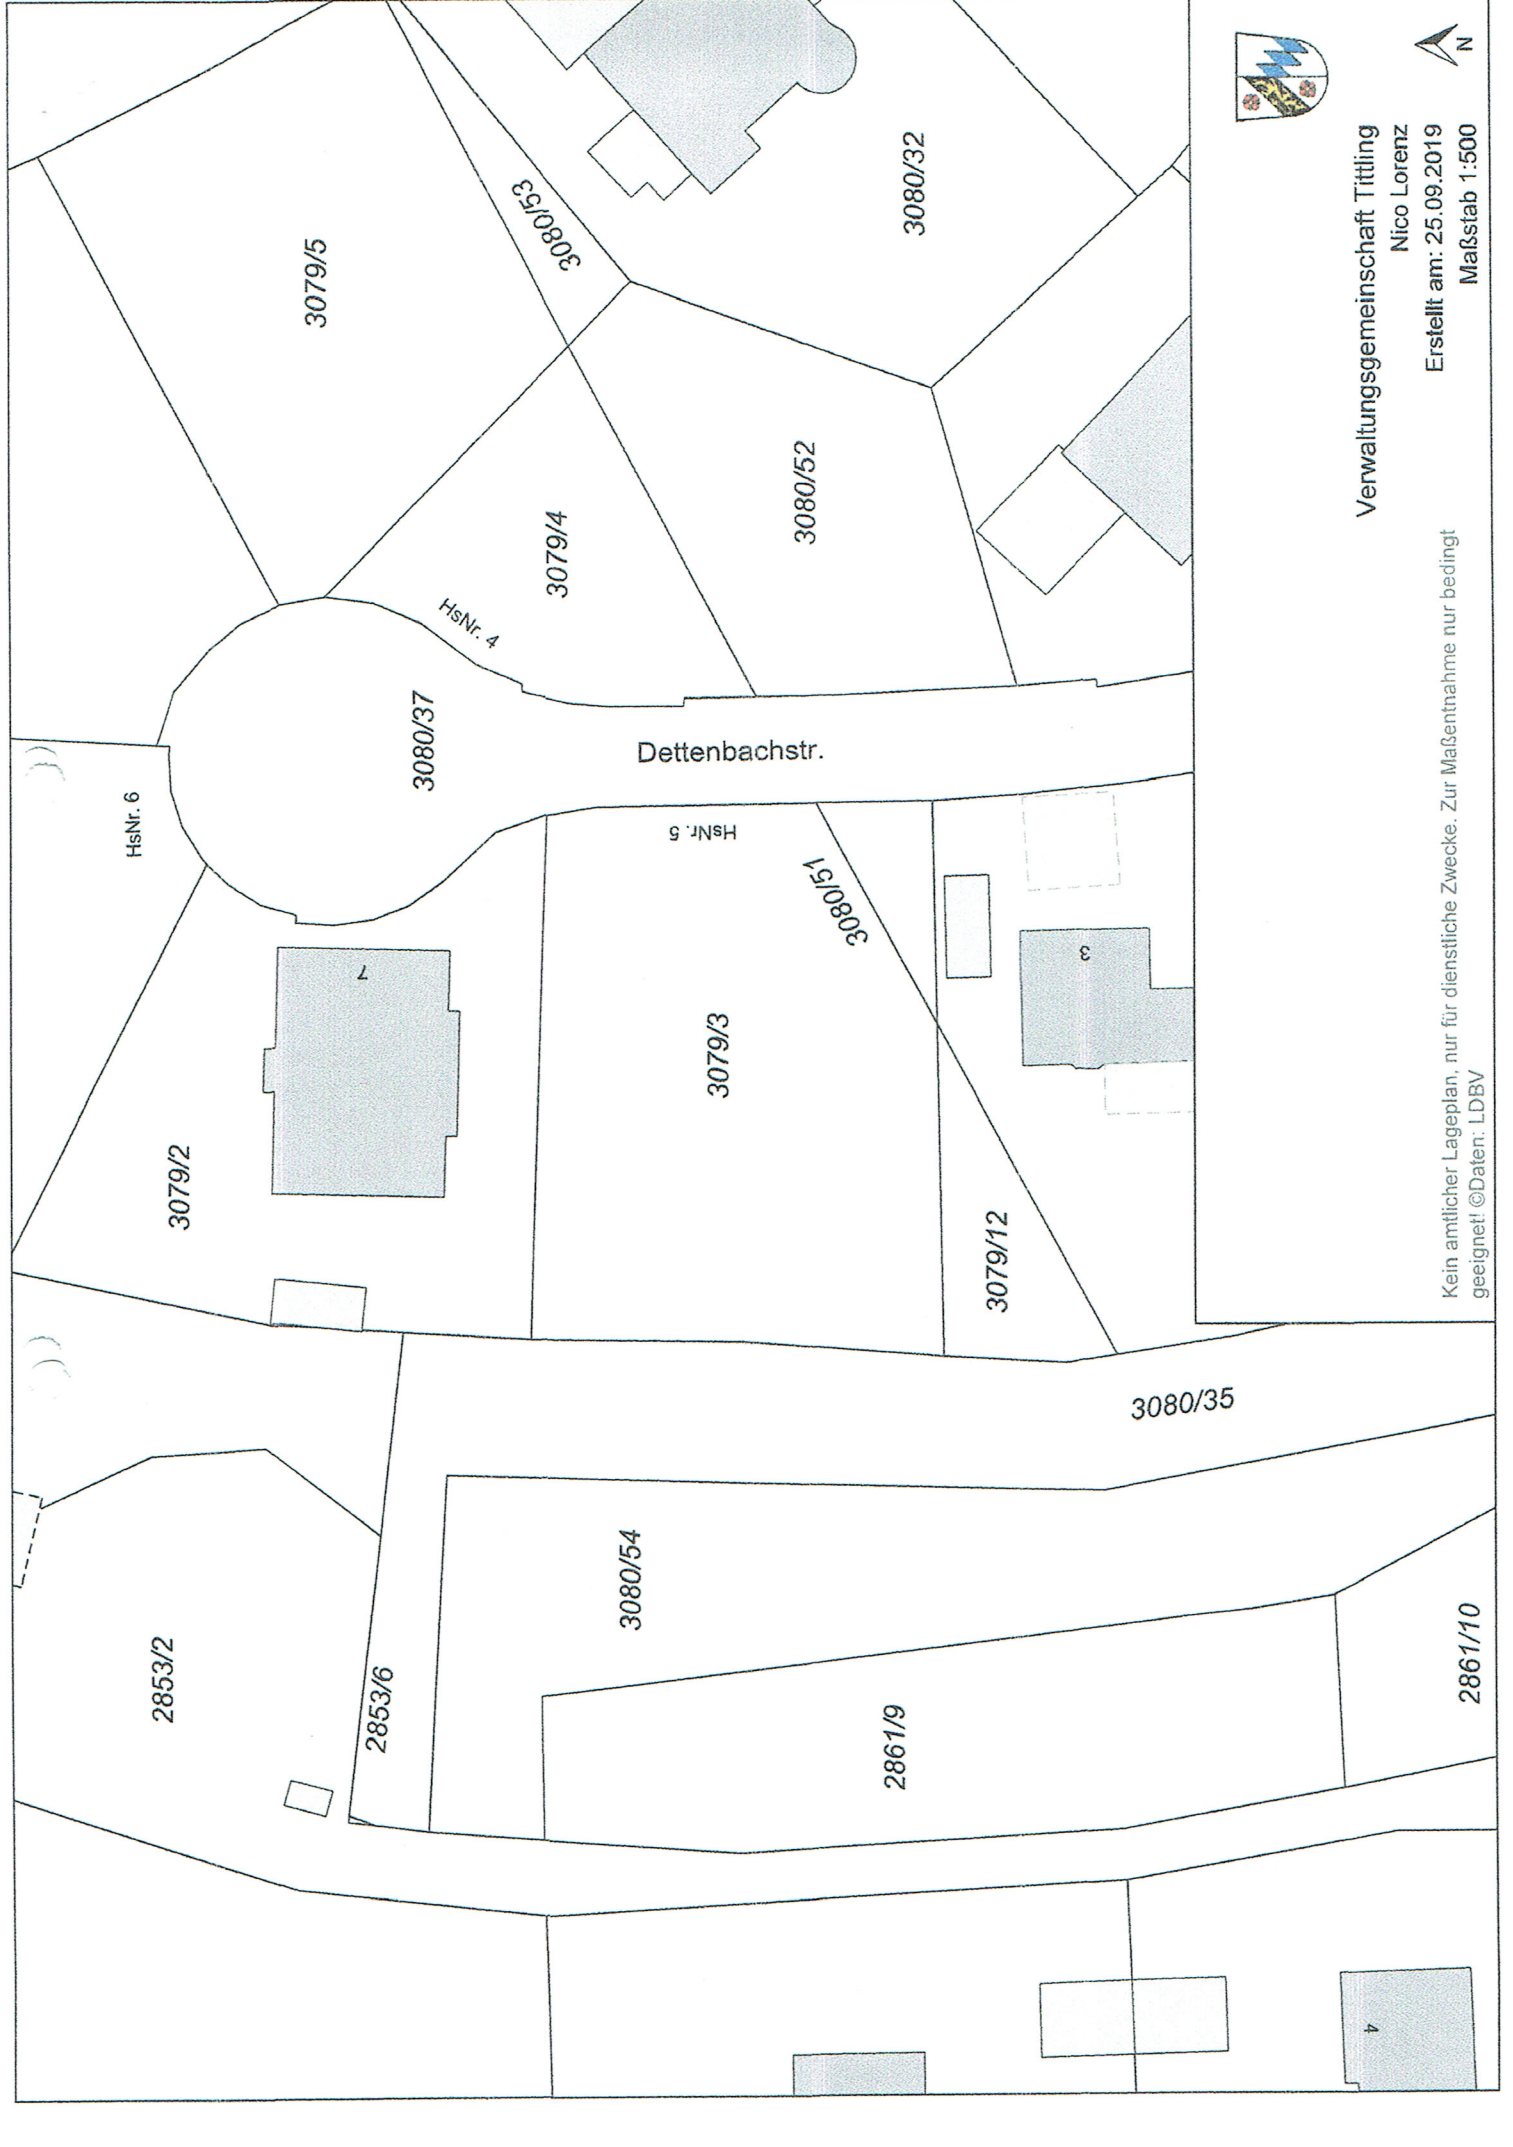 Verwaltungsgemeinschaft Tittling
Nico Lorenz
Erstellt am: 25.09.2019
Maßstab 1:500
N
Kein amtlicher Lageplan, nur für dienstliche Zwecke. Zur Maßentnahme nur bedingt
geeignet! ©Daten: LDBV
3079/5
3080/53
3080/32
3079/4
3080/52
HsNr. 4
3080/37
Dettenbachstr.
HsNr. 6
HsNr. 5
3080/51
7
3
3079/3
3079/2
3079/12
3080/35
3080/54
2853/2
2853/6
2861/9
2861/10
4